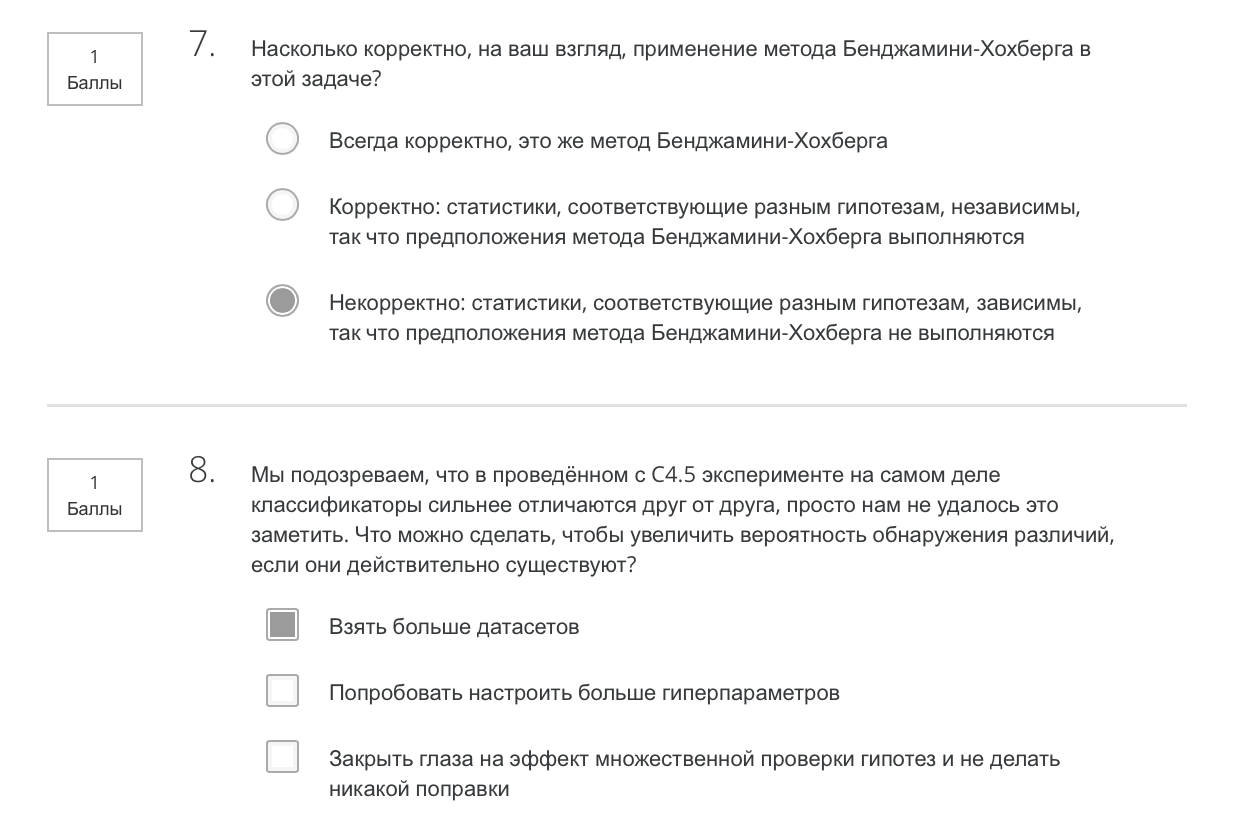 1
Баллы
7.
Насколько корректно, на ваш взгляд, применение метода Бенджамини-Хохберга в
этой задаче?
Всегда корректно, это же метод Бенджамини-Хохберга
Корректно: статистики, соответствующие разным гипотезам, независимы,
так что предположения метода Бенджамини-Хохберга выполняются
Некорректно: статистики, соответствующие разным гипотезам, зависимы,
так что предположения метода Бенджамини-Хохберга не выполняются
1
Баллы
8.
Мы подозреваем, что в проведённом с C4.5 эксперименте на самом деле
классификаторы сильнее отличаются друг от друга, просто нам не удалось это
заметить. Что можно сделать, чтобы увеличить вероятность обнаружения различий,
если они действительно существуют?
Взять больше датасетов
Попробовать настроить больше гиперпараметров
Закрыть глаза на эффект множественной проверки гипотез и не делать
никакой поправки